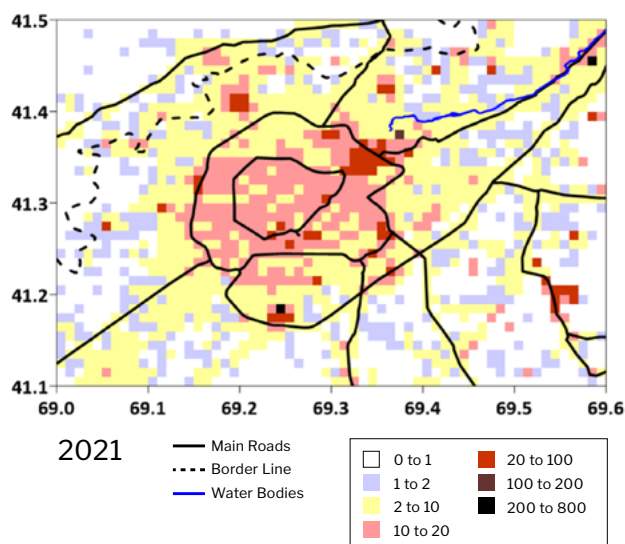 41.5
41.4
41.3
41.2
41.1
69.0 69.1 69.2 69.3 69.4 69.5 69.6
2021
Main Roads
Border Line
Water Bodies
0 to 1
1 to 2
2 to 10
10 to 20
20 to 100
100 to 200
200 to 800